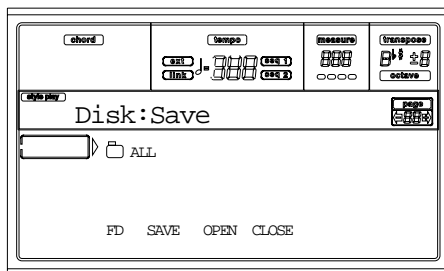 chord tempo measure transpose
ext seq 1
link seq 2
octave
style play page
Disk:Save
ALL
FD SAVE OPEN CLOSE